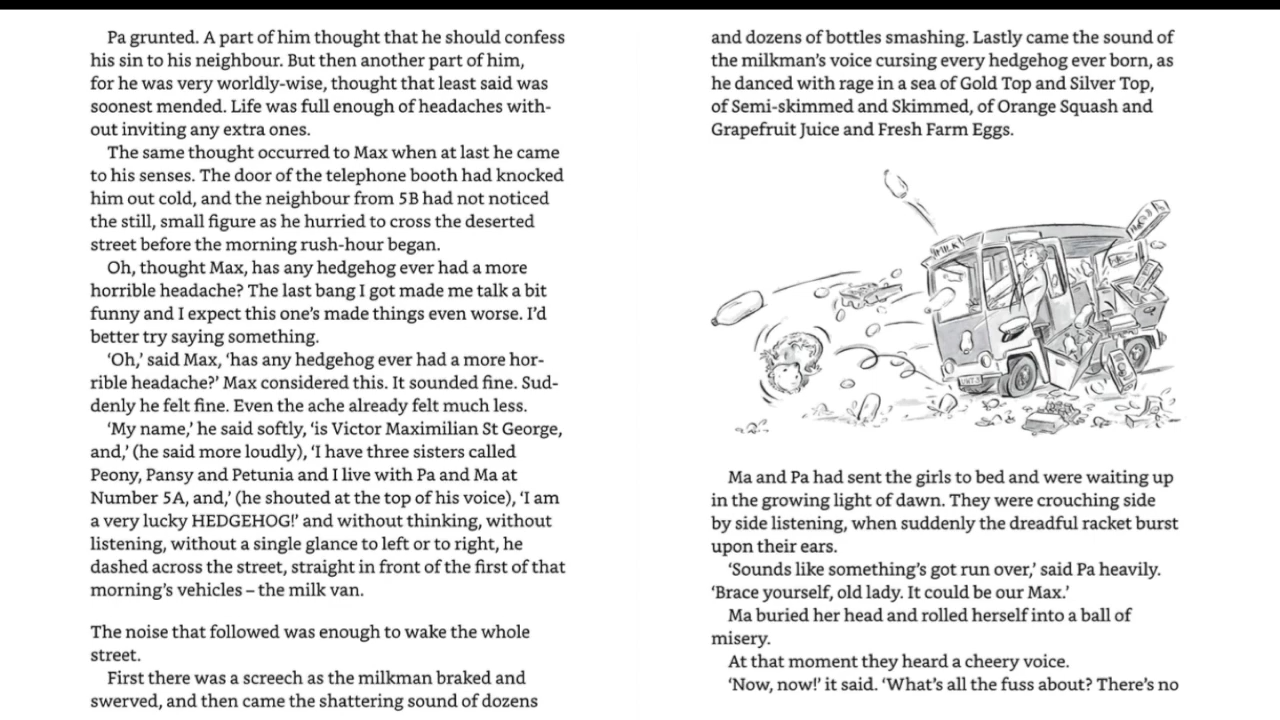 Pa grunted. A part of him thought that he should confess
his sin to his neighbour. But then another part of him,
for he was very worldly-wise, thought that least said was
soonest mended. Life was full enough of headaches with-
out inviting any extra ones.
The same thought occurred to Max when at last he came
to his senses. The door of the telephone booth had knocked
him out cold, and the neighbour from 5B had not noticed
the still, small figure as he hurried to cross the deserted
street before the morning rush-hour began.
Oh, thought Max, has any hedgehog ever had a more
horrible headache? The last bang I got made me talk a bit
funny and I expect this one’s made things even worse. I’d
better try saying something.
‘Oh,’ said Max, ‘has any hedgehog ever had a more hor-
rible headache?’ Max considered this. It sounded fine. Sud-
denly he felt fine. Even the ache already felt much less.
‘My name,’ he said softly, ‘is Victor Maximilian St George,
and,’ (he said more loudly), ‘I have three sisters called
Peony, Pansy and Petunia and I live with Pa and Ma at
Number 5A, and,’ (he shouted at the top of his voice), ‘I am
a very lucky HEDGEHOG!’ and without thinking, without
listening, without a single glance to left or to right, he
dashed across the street, straight in front of the first of that
morning’s vehicles – the milk van.
The noise that followed was enough to wake the whole
street.
First there was a screech as the milkman braked and
swerved, and then came the shattering sound of dozens
and dozens of bottles smashing. Lastly came the sound of
the milkman’s voice cursing every hedgehog ever born, as
he danced with rage in a sea of Gold Top and Silver Top,
of Semi-skimmed and Skimmed, of Orange Squash and
Grapefruit Juice and Fresh Farm Eggs.
MILK
Ma and Pa had sent the girls to bed and were waiting up
in the growing light of dawn. They were crouching side
by side listening, when suddenly the dreadful racket burst
upon their ears.
‘Sounds like something’s got run over,’ said Pa heavily.
‘Brace yourself, old lady. It could be our Max.’
Ma buried her head and rolled herself into a ball of
misery.
At that moment they heard a cheery voice.
‘Now, now!’ it said. ‘What’s all the fuss about? There’s no